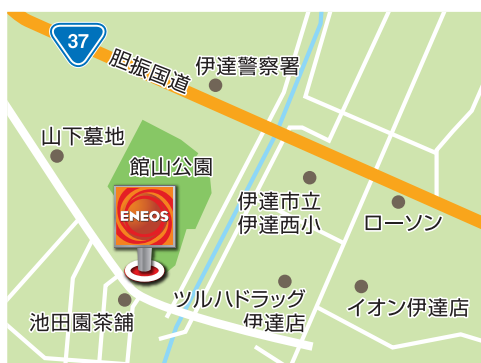 37
胆振国道
伊達警察署
山下墓地
館山公園
ENEOS
伊達市立
伊達西小
ローソン
ツルハドラッグ
伊達店
イオン伊達店
池田園茶舗